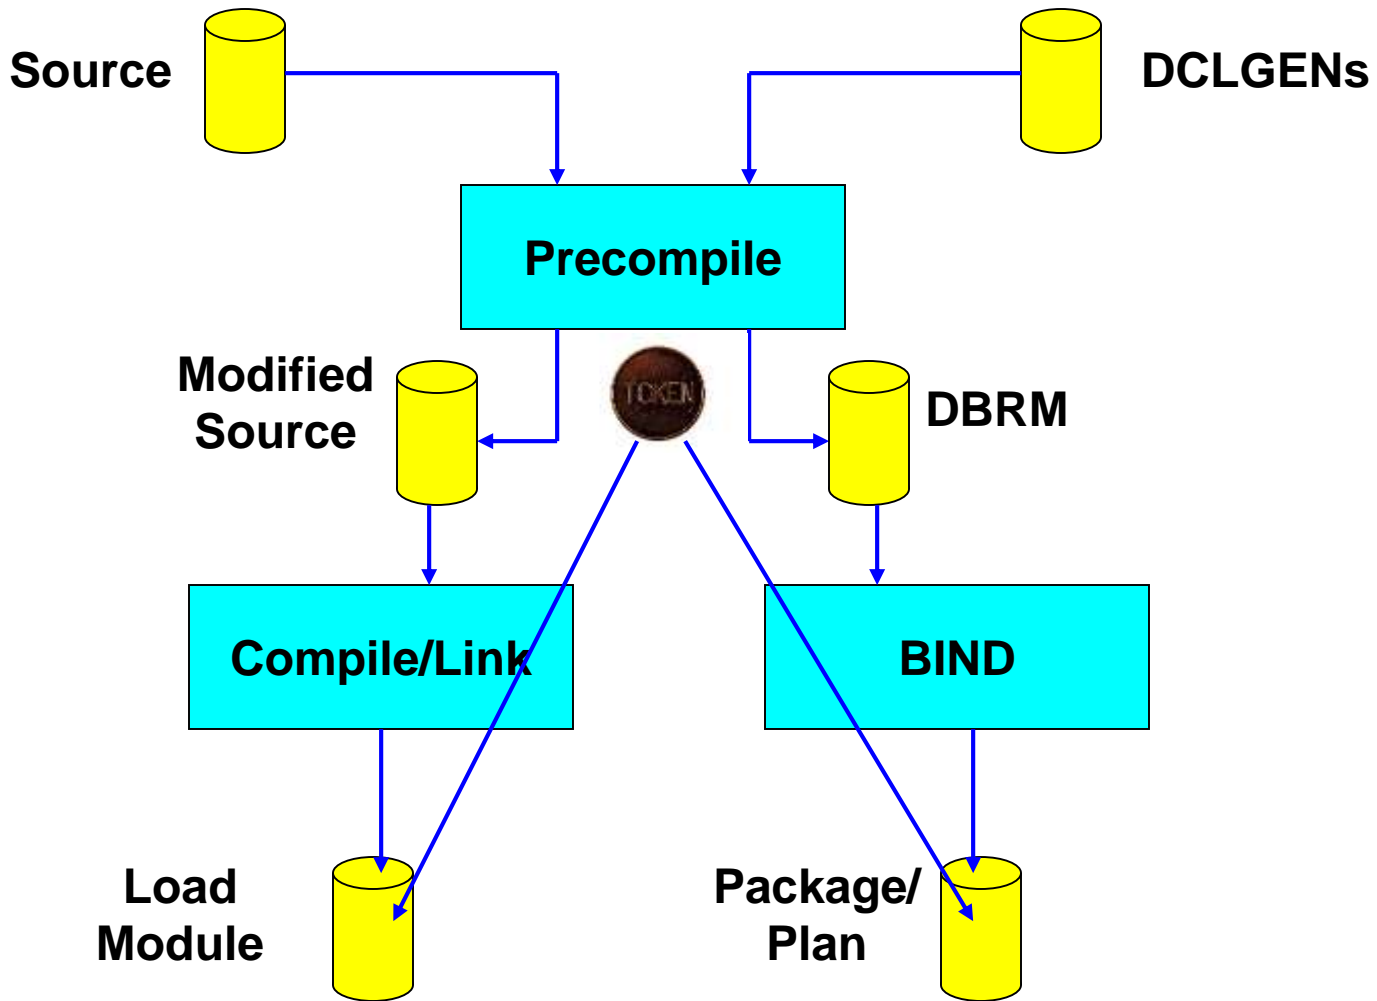 Source
DCLGENs
Precompile
Modified
Source
TOKEN
DBRM
Compile/Link
BIND
Load
Module
Package/
Plan